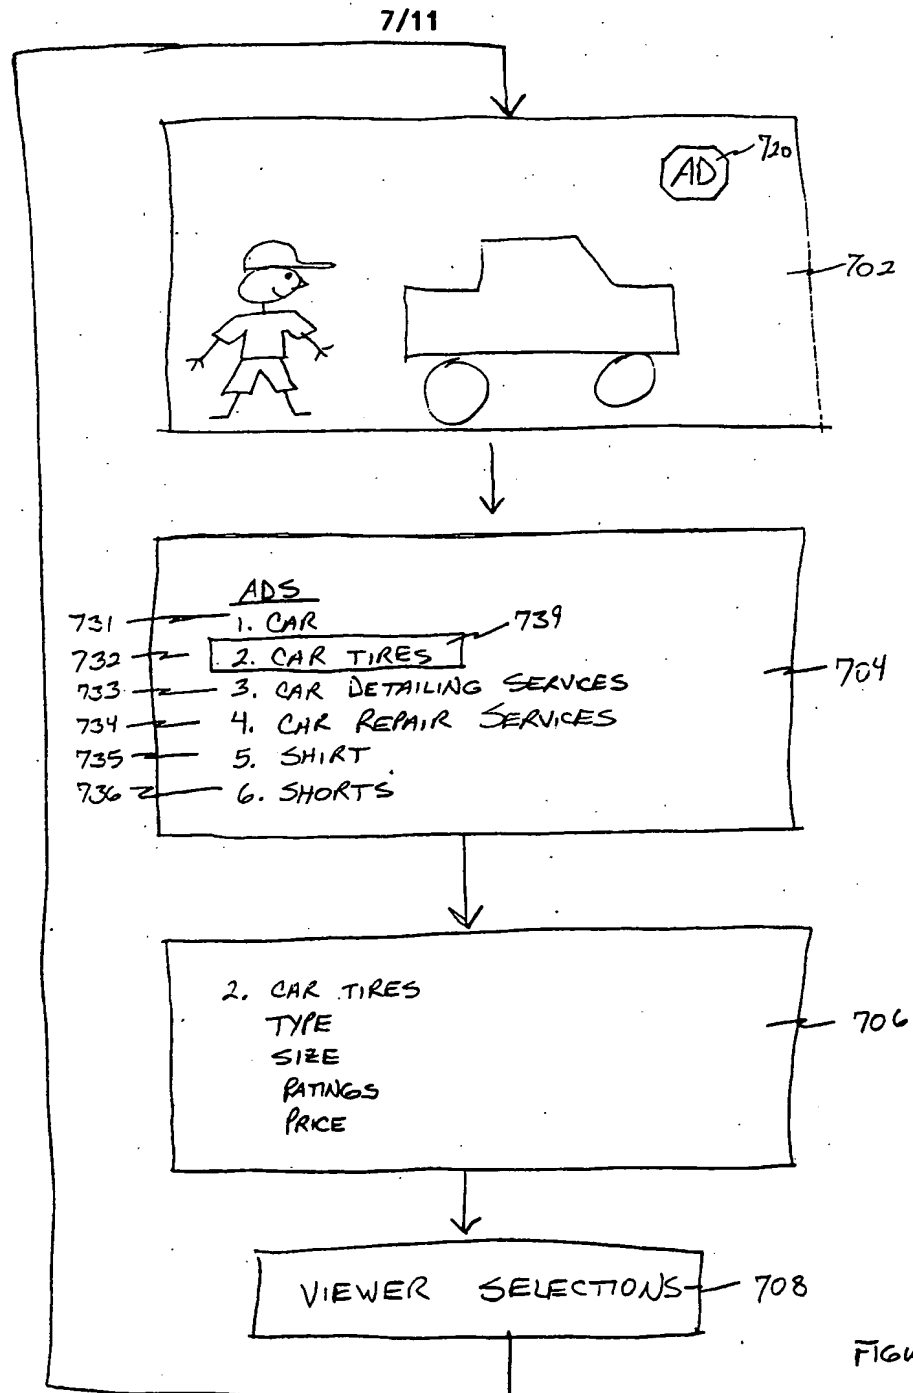 7/11
AD 720
702
ADS
731 1. CAR 739
732 2. CAR TIRES
704
733 3. CAR DETAILING SERVICES
734 4. CAR REPAIR SERVICES
735 5. SHIRT
736 6. SHORTS
2. CAR TIRES
TYPE
706
SIZE
RATINGS
PRICE
VIEWER SELECTIONS 708